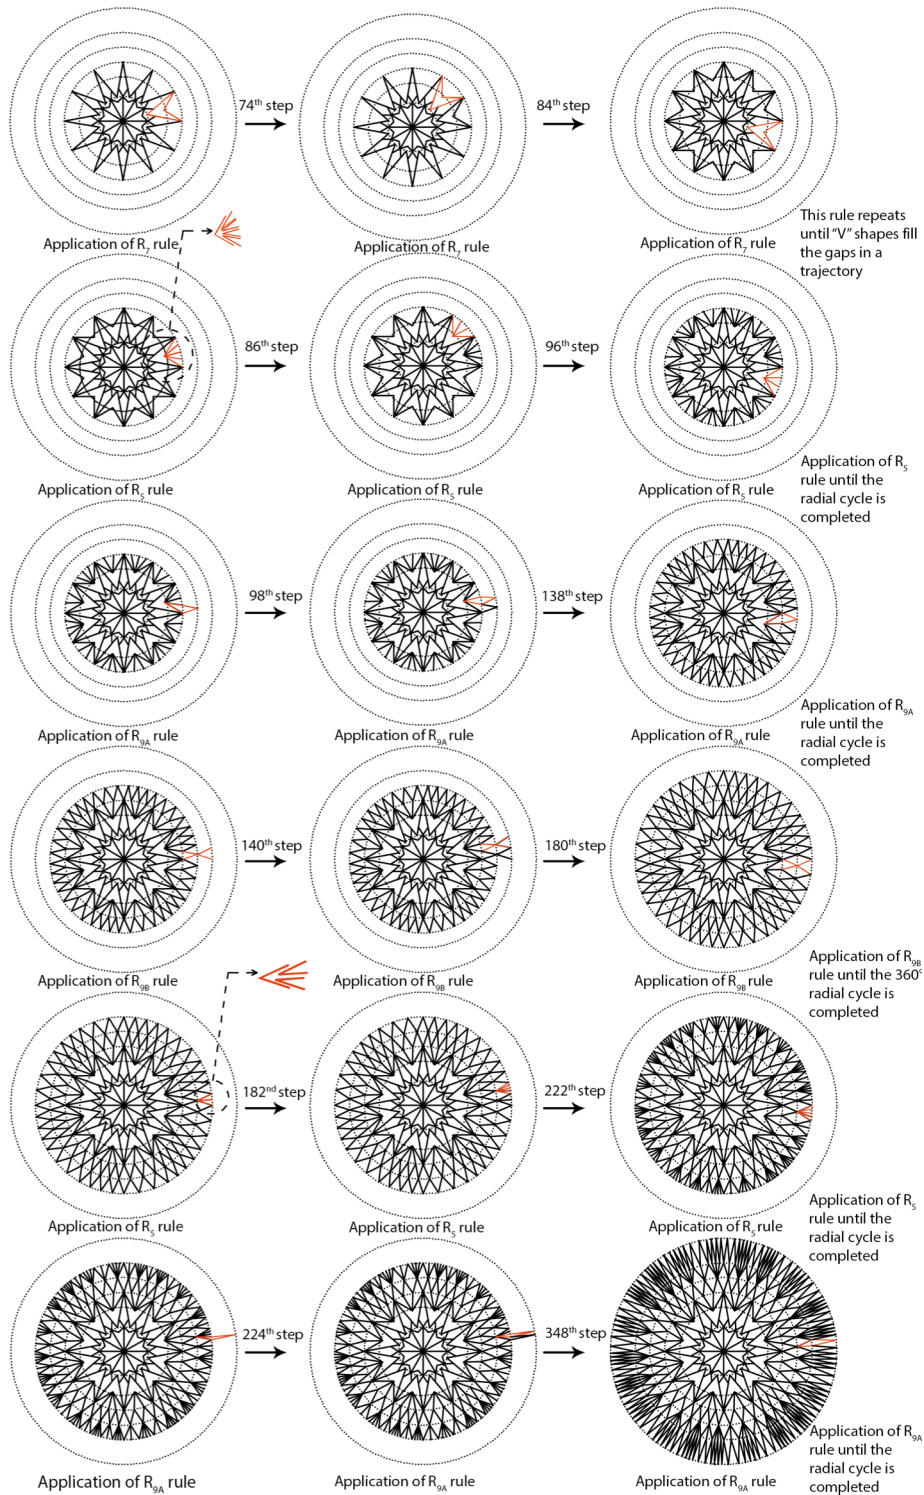 74th step
84th step
Application of R7 rule
Application of R7 rule
Application of R7 rule
This rule repeats
until "V" shapes fill
the gaps in a
trajectory
86th step
96th step
Application of R5 rule
Application of R5 rule
Application of R5 rule
Application of R5
rule until the
radial cycle is
completed
98th step
138th step
Application of R9A rule
Application of R9A rule
Application of R9A rule
Application of R9A
rule until the
radial cycle is
completed
140th step
180th step
Application of R9B rule
Application of R9B rule
Application of R9B rule
Application of R9B
rule until the 360°
radial cycle is
completed
182nd step
222th step
Application of R5 rule
Application of R5 rule
Application of R5 rule
Application of R5
rule until the
radial cycle is
completed
224th step
348th step
Application of R9A rule
Application of R9A rule
Application of R9A rule
Application of R9A
rule until the
radial cycle is
completed